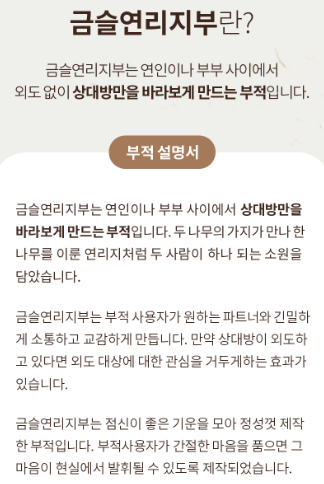 금슬연리지부란?
금슬연리지부는 연인이나 부부 사이에서
외도 없이 상대방만을 바라보게 만드는 부적입니다.
부적 설명서
금슬연리지부는 연인이나 부부 사이에서 상대방만을
바라보게 만드는 부적입니다. 두 나무의 가지가 만나 한
나무를 이룬 연리지처럼 두 사람이 하나 되는 소원을
담았습니다.
금슬연리지부는 부적 사용자가 원하는 파트너와 긴밀하
게 소통하고 교감하게 만듭니다. 만약 상대방이 외도하
고 있다면 외도 대상에 대한 관심을 거두게하는 효과가
있습니다.
금슬연리지부는 점신이 좋은 기운을 모아 정성껏 제작
한 부적입니다. 부적사용자가 간절한 마음을 품으면 그
마음이 현실에서 발휘될 수 있도록 제작되었습니다.